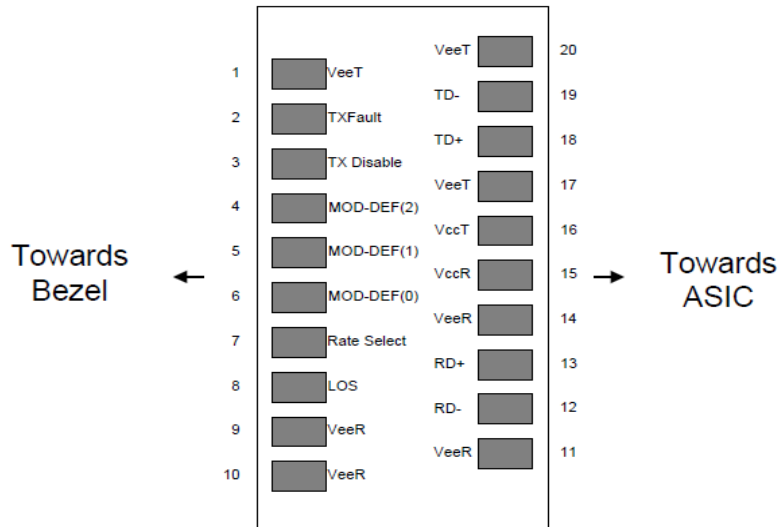 VeeT 20
1 VeeT
TD- 19
2 TXFault
TD+ 18
3 TX Disable
VeeT 17
4 MOD-DEF(2)
VccT 16
5 MOD-DEF(1)
Towards
Bezel
VccR 15
Towards
ASIC
6 MOD-DEF(0)
VeeR 14
7 Rate Select
RD+ 13
8 LOS
RD- 12
9 VeeR
VeeR 11
10 VeeR